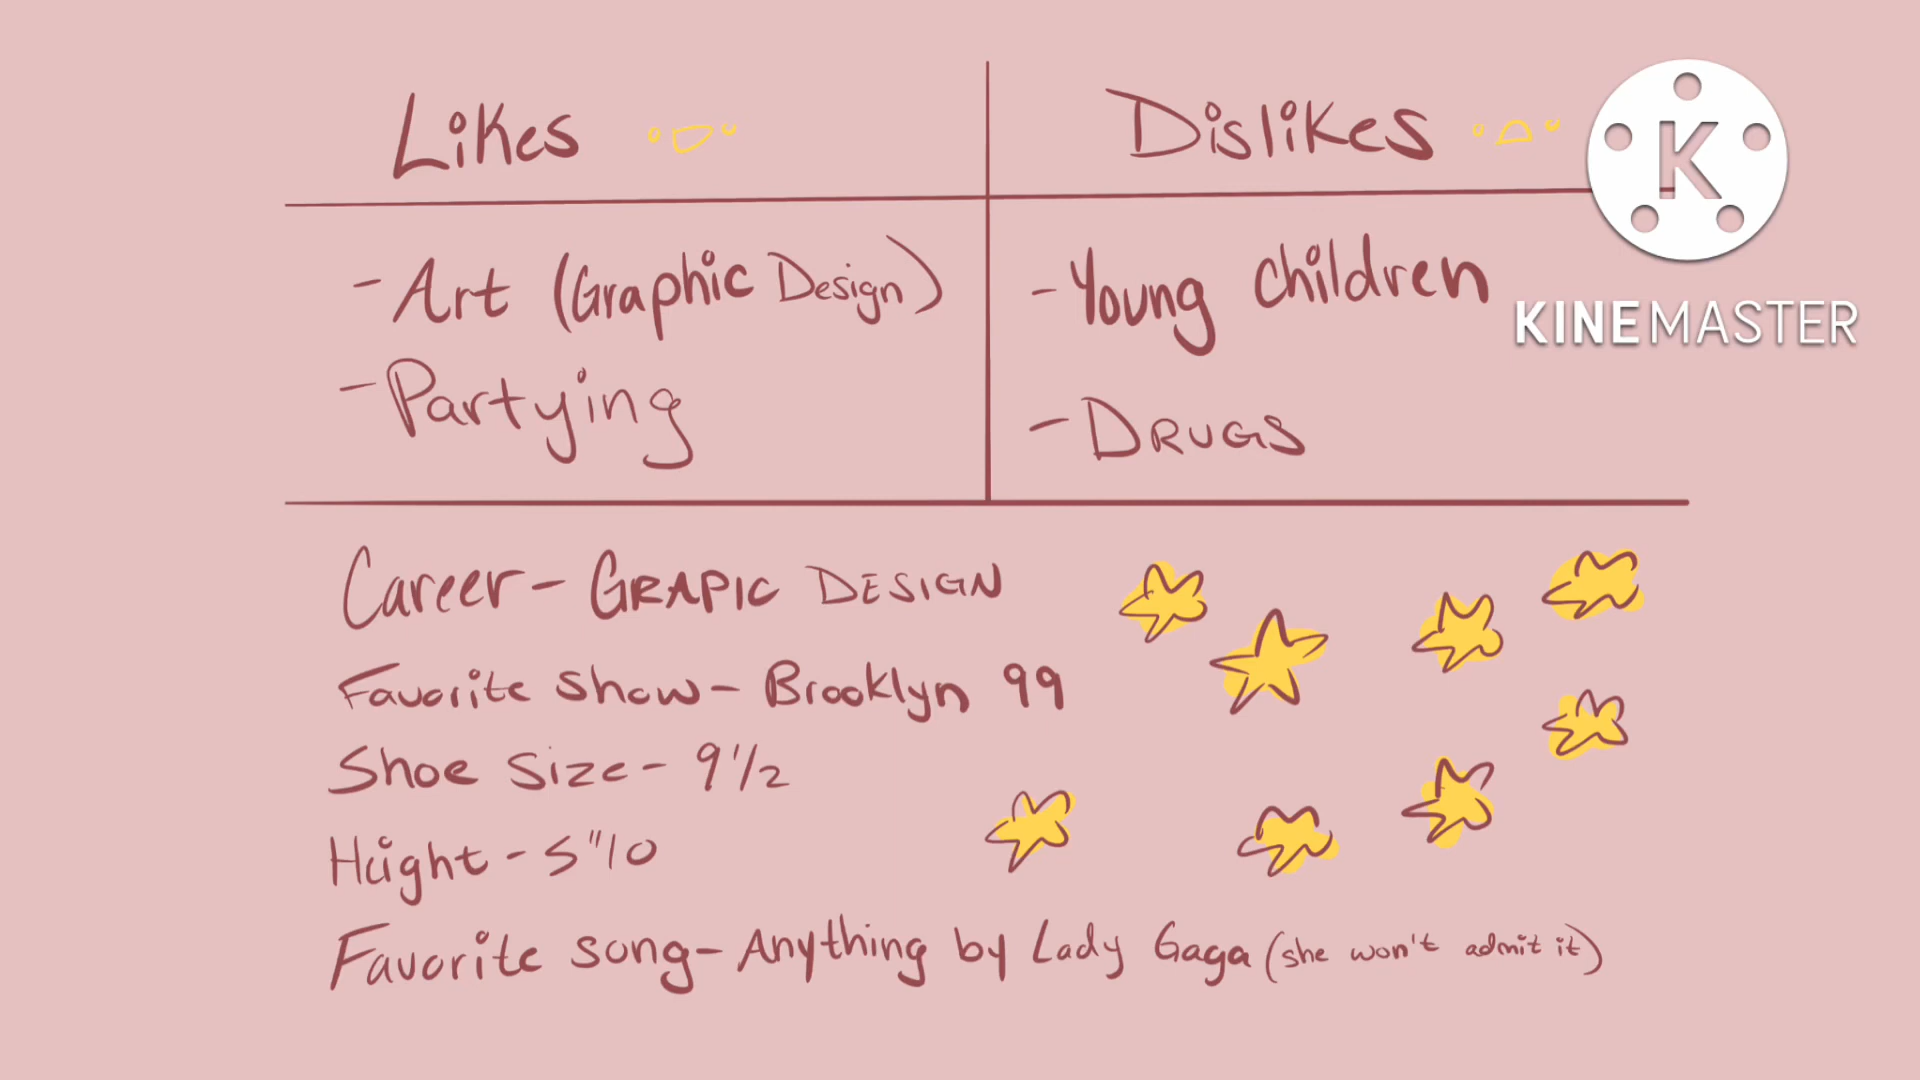 Likes
Dislikes
- Art (Graphic Design)
- Partying
- Young children
- DRUGS
Career - GRAPIC DESIGN
Favorite show - Brooklyn 99
Shoe Size - 9 1/2
Hieght - 5"10
Favorite song - Anything by Lady Gaga (she won't admit it)
K
KINEMASTER